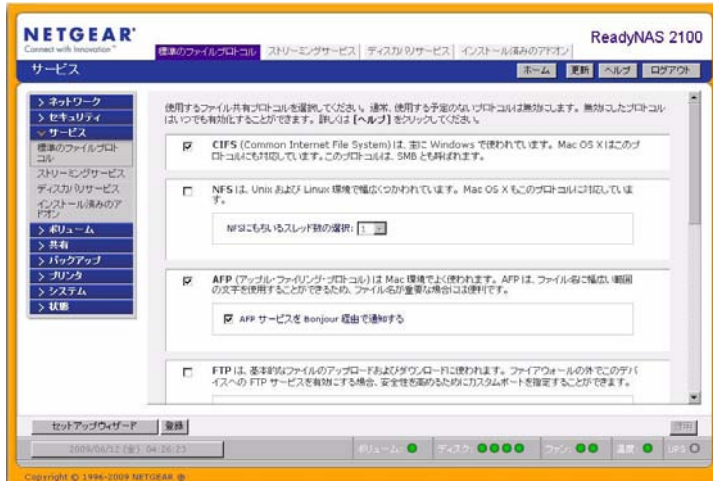 NETGEAR®
Connect with Innovation™
ReadyNAS 2100
標準のファイルプロトコル ストリーミングサービス ディスカバリサービス インストール済みのアドオン
サービス
ホーム 更新 ヘルプ ログアウト
> ネットワーク
> セキュリティ
サービス
標準のファイルプロトコル
ストリーミングサービス
ディスカバリサービス
インストール済みのアドオン
> ボリューム
> 共有
> バックアップ
> プリンタ
> システム
> 状態
使用するファイル共有プロトコルを選択してください。通常、使用する予定のないプロトコルは無効にします。無効にしたプロトコル
はいつでも有効化することができます。詳しくは [ヘルプ] をクリックしてください。
CIFS (Common Internet File System) は、主に Windows で使われています。Mac OS X はこのプ
ロトコルにも対応しています。このプロトコルは、SMB とも呼ばれます。
NFS は、Unix および Linux 環境で幅広くつかわれています。Mac OS X もこのプロトコルに対応していま
す。
NFSにもちいるスレッド数の選択: 1
AFP (アップル・ファイリング・プロトコル) は Mac 環境でよく使われます。AFP は、ファイル名に幅広い範囲
の文字を使用することができるため、ファイル名が重要な場合には便利です。
AFP サービスを Bonjour 経由で通知する
FTP は、基本的なファイルのアップロードおよびダウンロードに使われます。ファイアウォールの外でこのデバ
イスへの FTP サービスを有効にする場合、安全性を高めるためにカスタムポートを指定することができます。
セットアップウィザード 登録 適用
2009/06/12 (金) 04:26:23
ボリューム: ディスク: ファン: 温度 UPS
Copyright © 1996-2009 NETGEAR ®